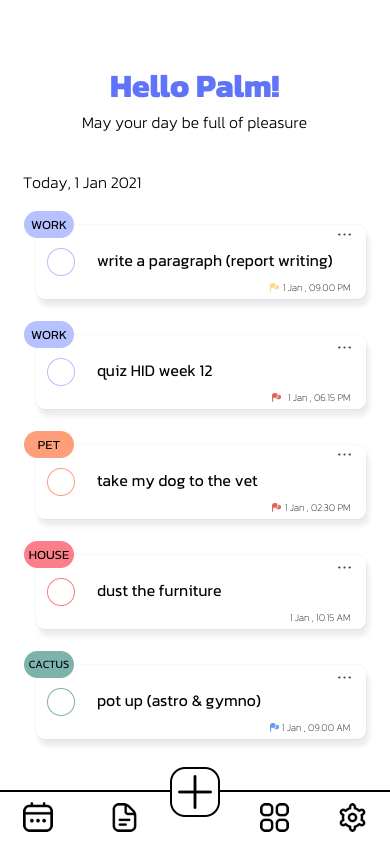 Hello Palm!
May your day be full of pleasure
Today, 1 Jan 2021
WORK
write a paragraph (report writing)
1 Jan , 09.00 PM
WORK
quiz HID week 12
1 Jan , 06.15 PM
PET
take my dog to the vet
1 Jan , 02.30 PM
HOUSE
dust the furniture
1 Jan , 10.15 AM
CACTUS
pot up (astro & gymno)
1 Jan , 09.00 AM